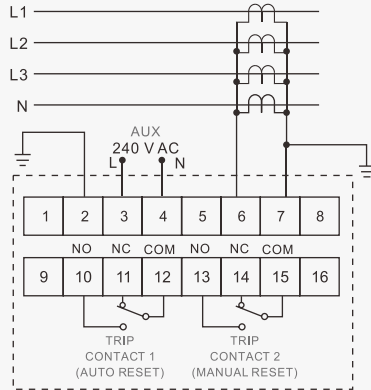 L1
L2
L3
N
AUX
240 V AC
L N
1 2 3 4 5 6 7 8
NO NC COM NO NC COM
9 10 11 12 13 14 15 16
TRIP TRIP
CONTACT 1 CONTACT 2
(AUTO RESET) (MANUAL RESET)